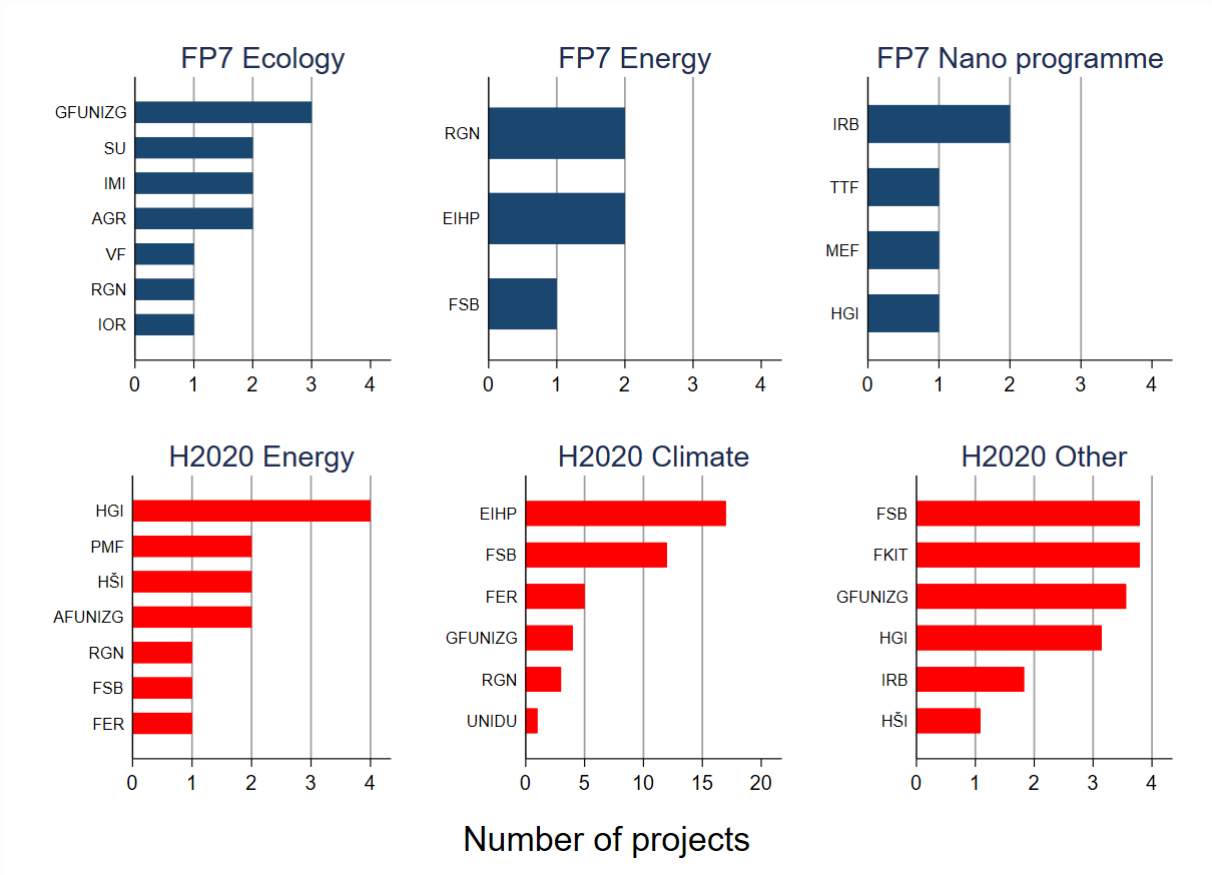 FP7 Ecology
GFUNIZG
SU
IMI
AGR
VF
RGN
IOR
0 1 2 3 4
FP7 Energy
RGN
EIHP
FSB
0 1 2 3 4
FP7 Nano programme
IRB
TTF
MEF
HGI
0 1 2 3 4
H2020 Energy
HGI
PMF
HŠI
AFUNIZG
RGN
FSB
FER
0 1 2 3 4
H2020 Climate
EIHP
FSB
FER
GFUNIZG
RGN
UNIDU
0 5 10 15 20
H2020 Other
FSB
FKIT
GFUNIZG
HGI
IRB
HŠI
0 1 2 3 4
Number of projects